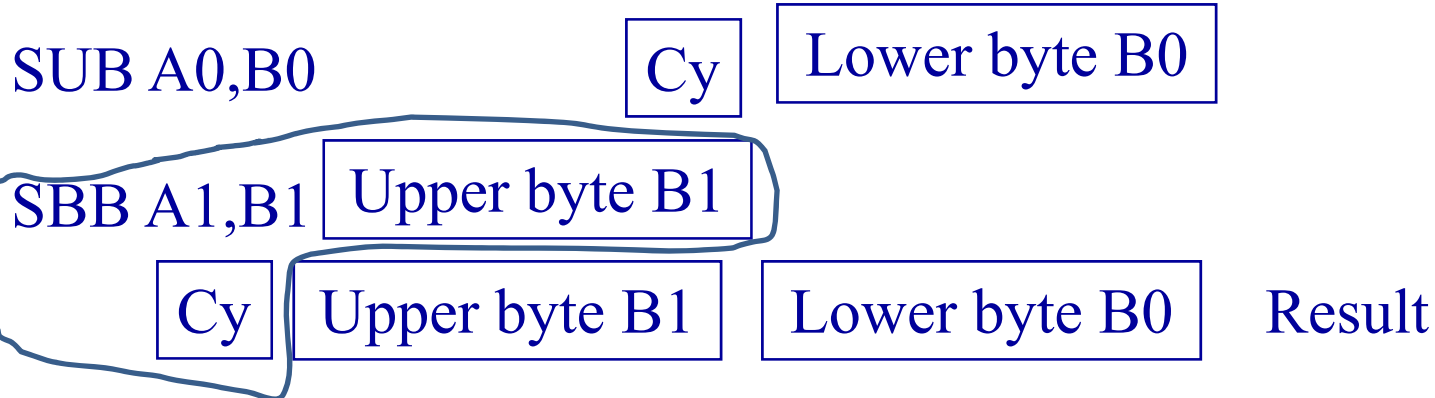 SUB A0,B0 Cy Lower byte B0
SBB A1,B1 Upper byte B1
Cy Upper byte B1 Lower byte B0 Result